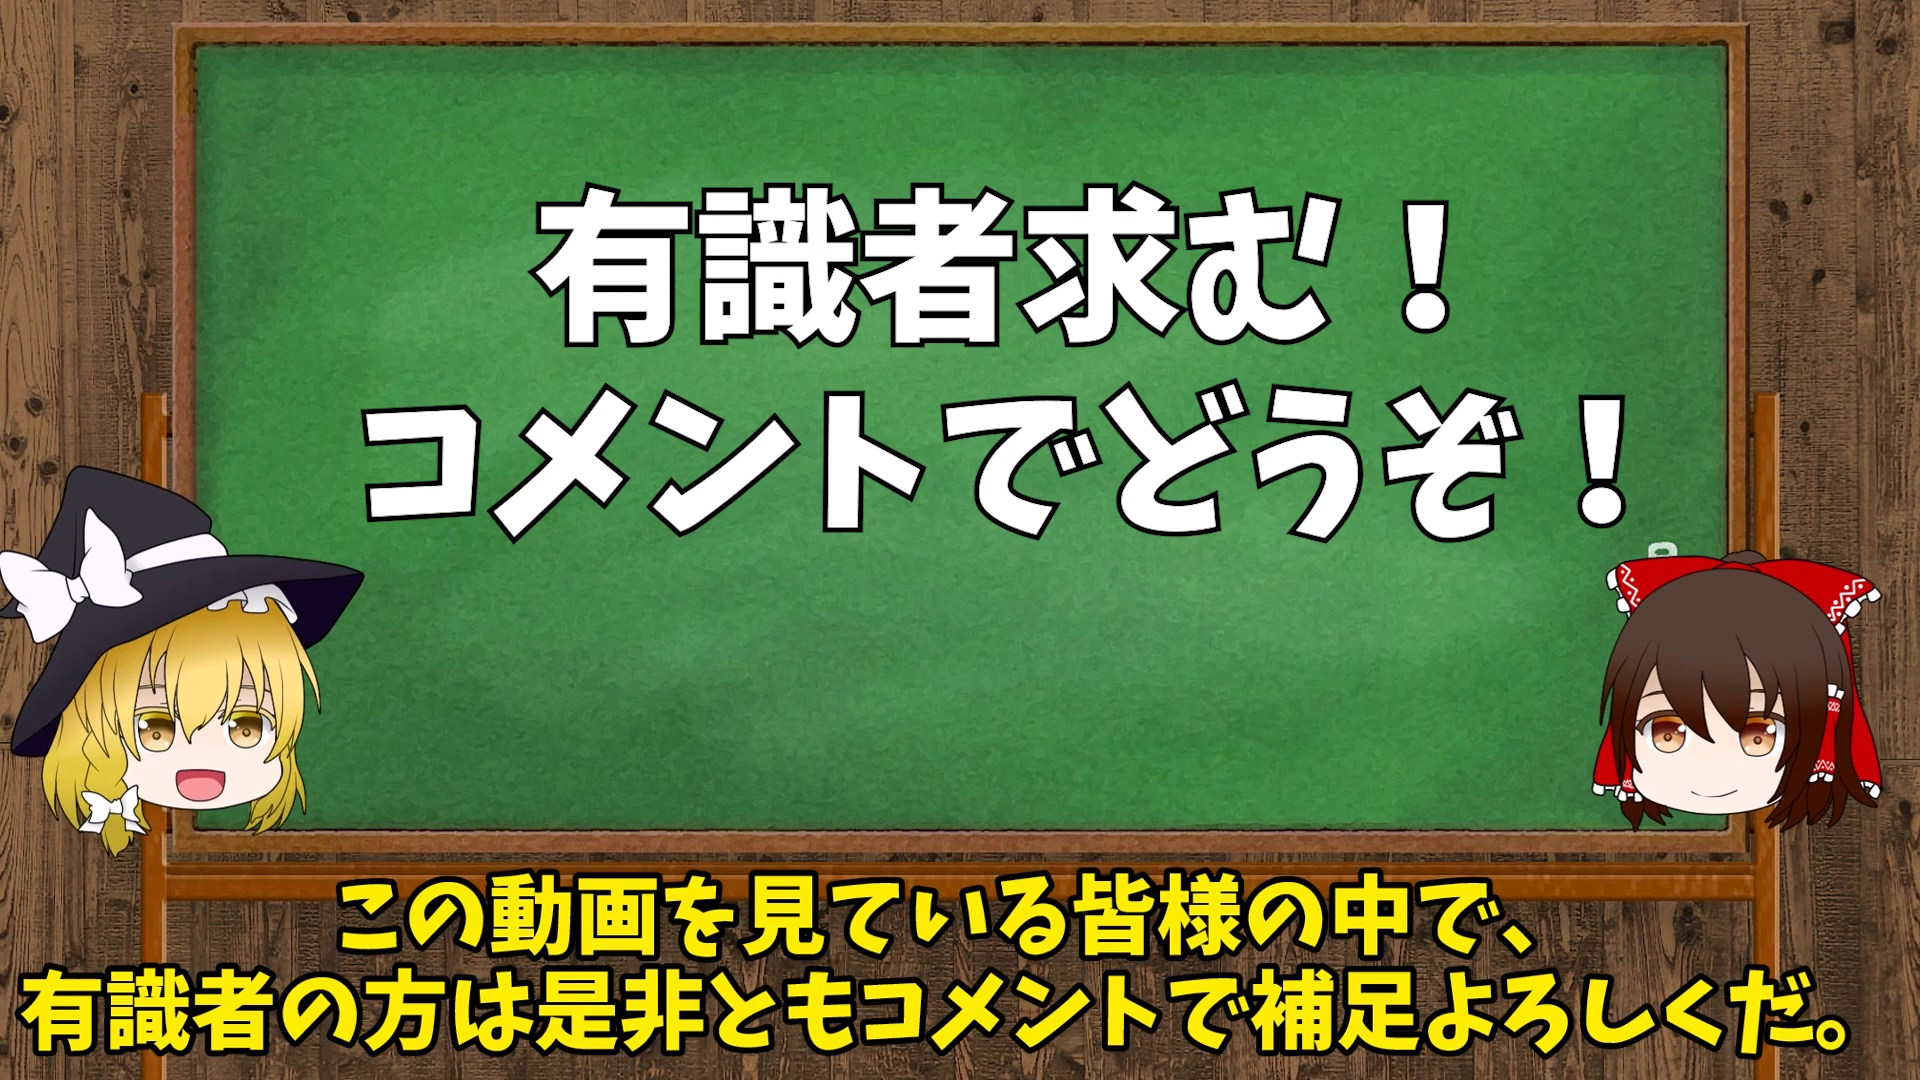 有識者求む！
コメントでどうぞ！
この動画を見ている皆様の中で、
有識者の方は是非ともコメントで補足よろしくだ。